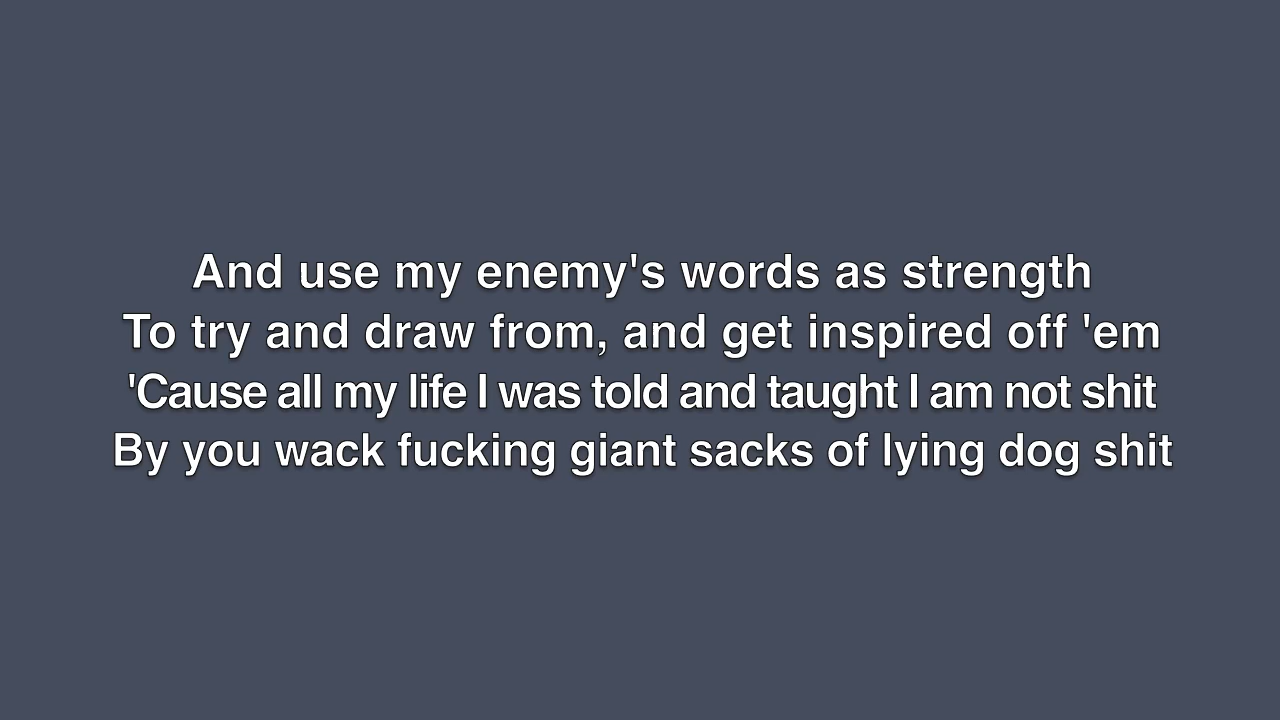 And use my enemy's words as strength
To try and draw from, and get inspired off 'em
'Cause all my life I was told and taught I am not shit
By you wack fucking giant sacks of lying dog shit